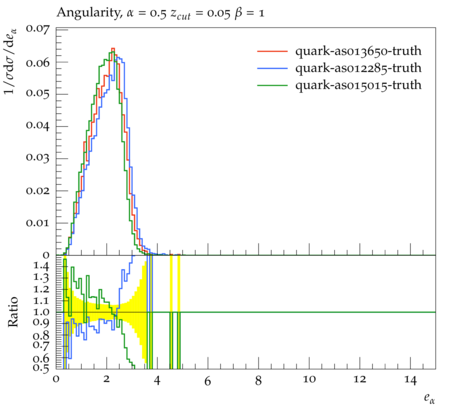 Angularity, α = 0.5 z_cut = 0.05 β = 1
1/σdσ/de_α
quark-as013650-truth
quark-as012285-truth
quark-as015015-truth
0.07
0.06
0.05
0.04
0.03
0.02
0.01
0
Ratio
1.4
1.3
1.2
1.1
1.0
0.9
0.8
0.7
0.6
0.5
0 2 4 6 8 10 12 14
e_α